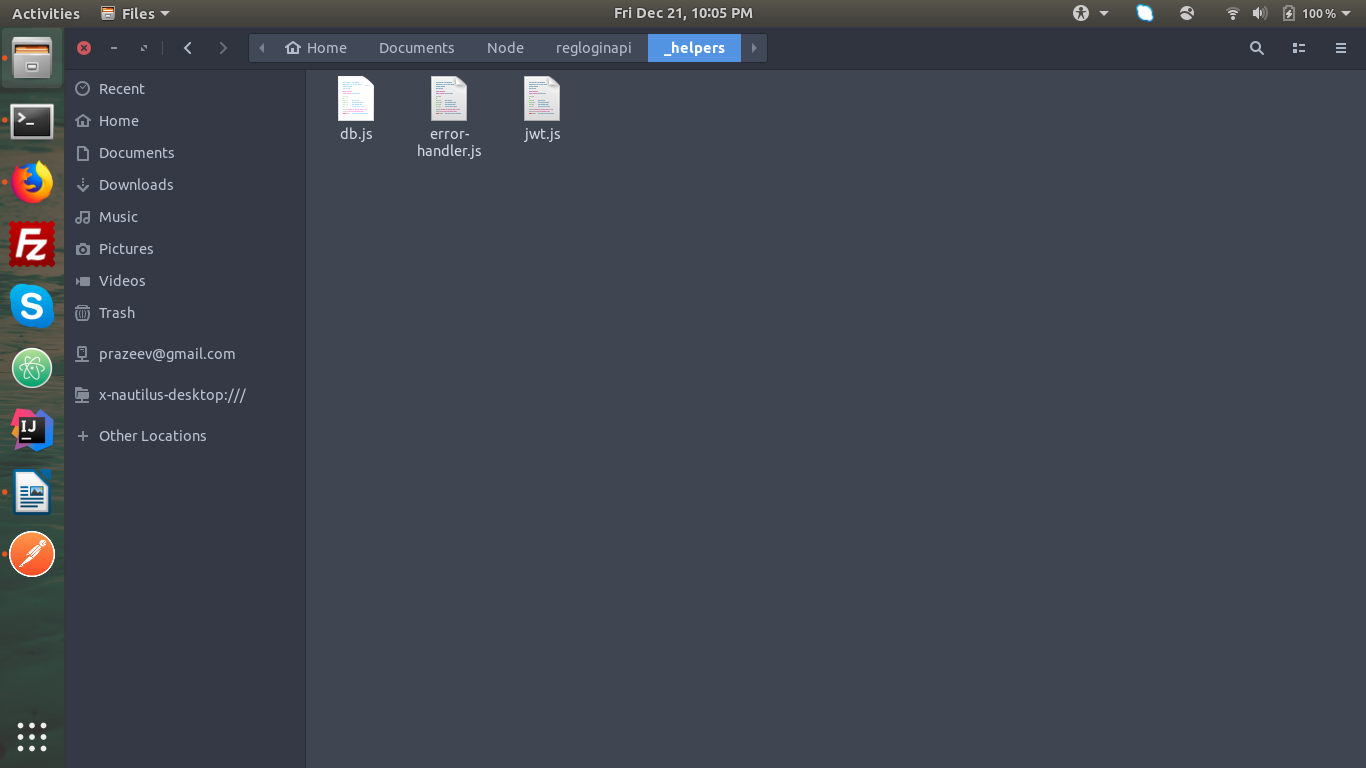 Activities Files Fri Dec 21, 10:05 PM 100%
Home Documents Node regloginapi _helpers
Recent
Home
Documents
Downloads
Music
Pictures
Videos
Trash
prazeev@gmail.com
x-nautilus-desktop:///
Other Locations
db.js
error-
handler.js
jwt.js
Fz
S
IJ